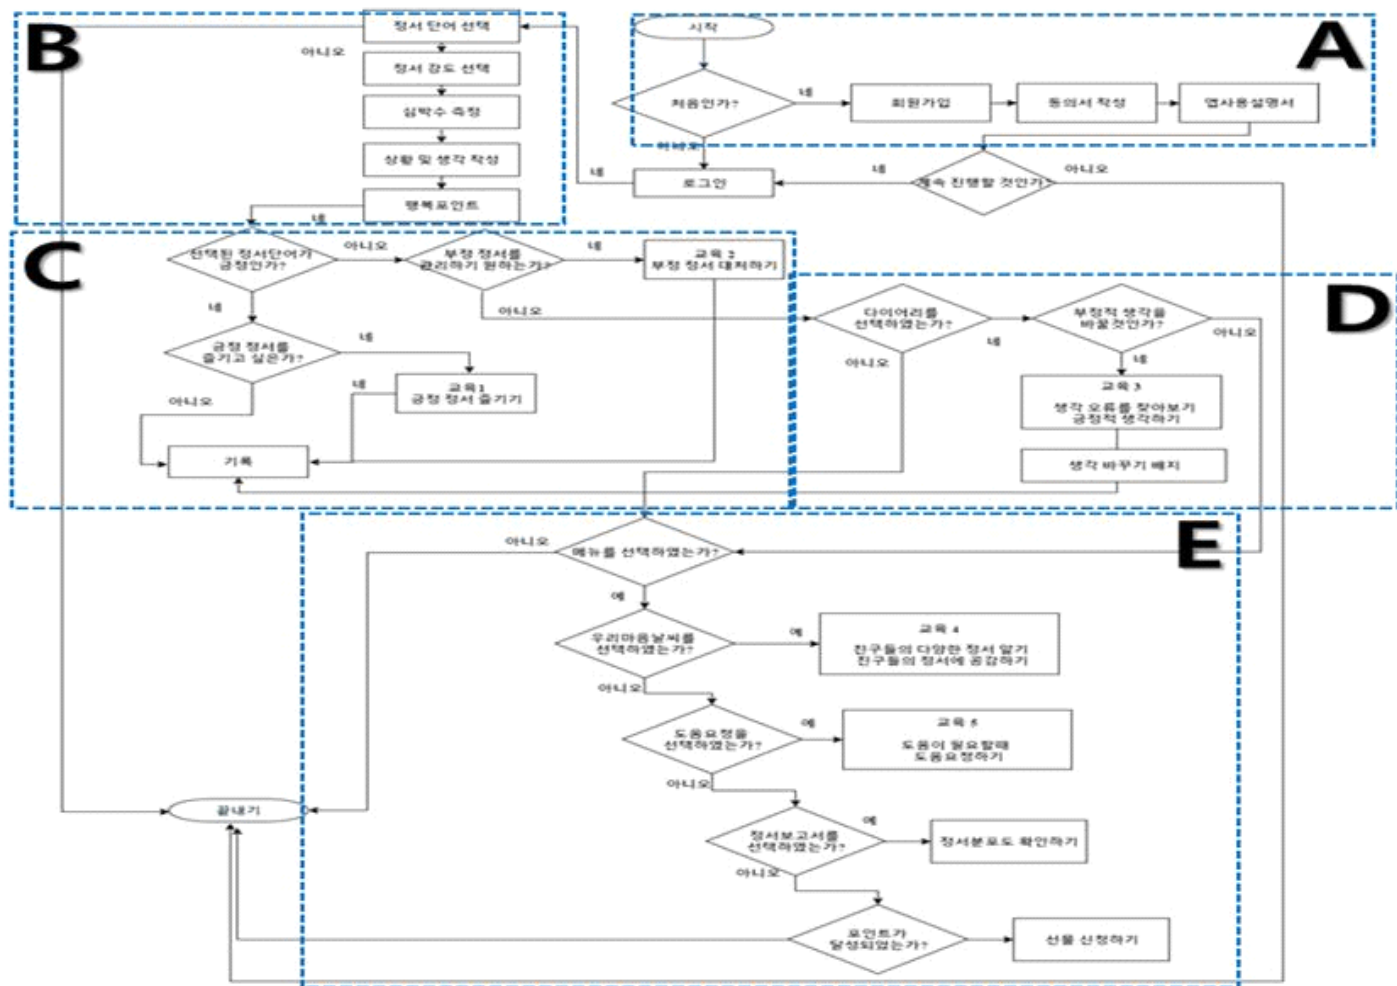 A
시작
처음인가?
네
회원가입
동의서 작성
앱사용설명서
아니오
로그인
네
네
계속 진행할 것인가?
아니오
B
정서 단어 선택
아니오
정서 강도 선택
심박수 측정
상황 및 생각 작성
행복포인트
네
C
선택된 정서단어가
긍정인가?
아니오
부정 정서를
관리하기 원하는가?
네
교육 2
부정 정서 대처하기
네
아니오
긍정 정서를
즐기고 싶은가?
네
교육1
긍정 정서 즐기기
네
아니오
기록
D
다이어리를
선택하였는가?
네
아니오
부정적 생각을
바꿀것인가?
아니오
네
교육 3
생각 오류를 찾아보기
긍정적 생각하기
생각 바꾸기 배지
E
아니오
메뉴를 선택하였는가?
예
우리마음날씨를
선택하였는가?
예
교육 4
친구들의 다양한 정서 알기
친구들의 정서에 공감하기
아니오
도움요청을
선택하였는가?
예
교육 5
도움이 필요할때
도움요청하기
아니오
정서보고서를
선택하였는가?
예
정서분포도 확인하기
아니오
포인트가
달성되었는가?
선물 신청하기
끝내기